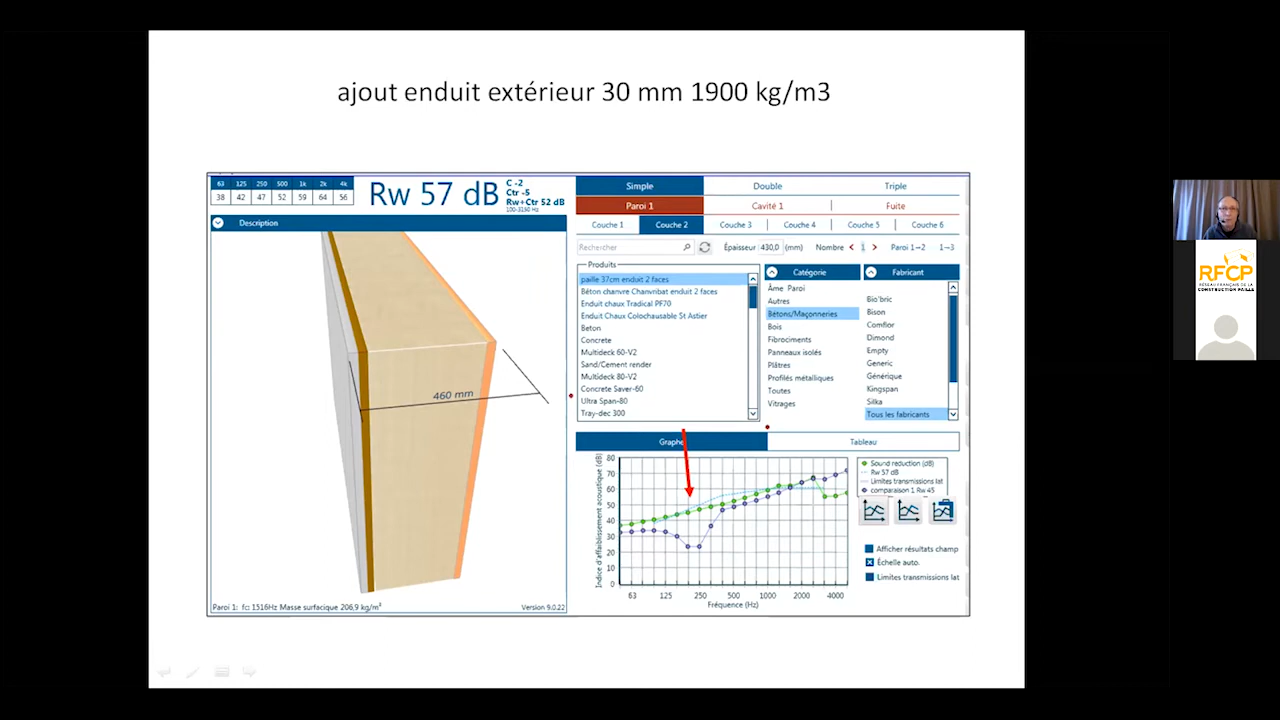 ajout enduit extérieur 30 mm 1900 kg/m3
63 125 250 500 1k 2k 4k
38 42 47 52 59 64 56
Rw 57 dB
C -2
Ctr -5
Rw+Ctr 52 dB
100-3150 Hz
Description
460 mm
Paroi 1: fc: 1516Hz Masse surfacique 206,9 kg/m²
Version 9.0.22
Simple Double Triple
Paroi 1 Cavité 1 Fuite
Couche 1 Couche 2 Couche 3 Couche 4 Couche 5 Couche 6
Rechercher Épaisseur 430,0 (mm) Nombre < 1 > Paroi 1→2 1→3
Produits
paille 37cm enduit 2 faces
Béton chanvre Chanvribat enduit 2 faces
Enduit chaux Tradical PF70
Enduit Chaux Colochausable St Astier
Beton
Concrete
Multideck 60-V2
Sand/Cement render
Multideck 80-V2
Concrete Saver-60
Ultra Span-80
Tray-dec 300
Catégorie
Âme Paroi
Autres
Bétons/Maçonneries
Bois
Fibrociments
Panneaux isolés
Plâtres
Profilés métalliques
Toutes
Vitrages
Fabricant
Bio'bric
Bison
Comflor
Dimond
Empty
Generic
Générique
Kingspan
Silka
Tous les fabricants
Graphe Tableau
Indice d'affaiblissement acoustique (dB)
80
70
60
50
40
30
20
10
0
63 125 250 500 1000 2000 4000
Fréquence (Hz)
Sound reduction (dB)
Rw 57 dB
Limites transmissions lat
comparaison 1 Rw 45
Afficher résultats champ
Échelle auto.
Limites transmissions lat
RFCP
RÉSEAU FRANÇAIS DE LA
CONSTRUCTION PAILLE